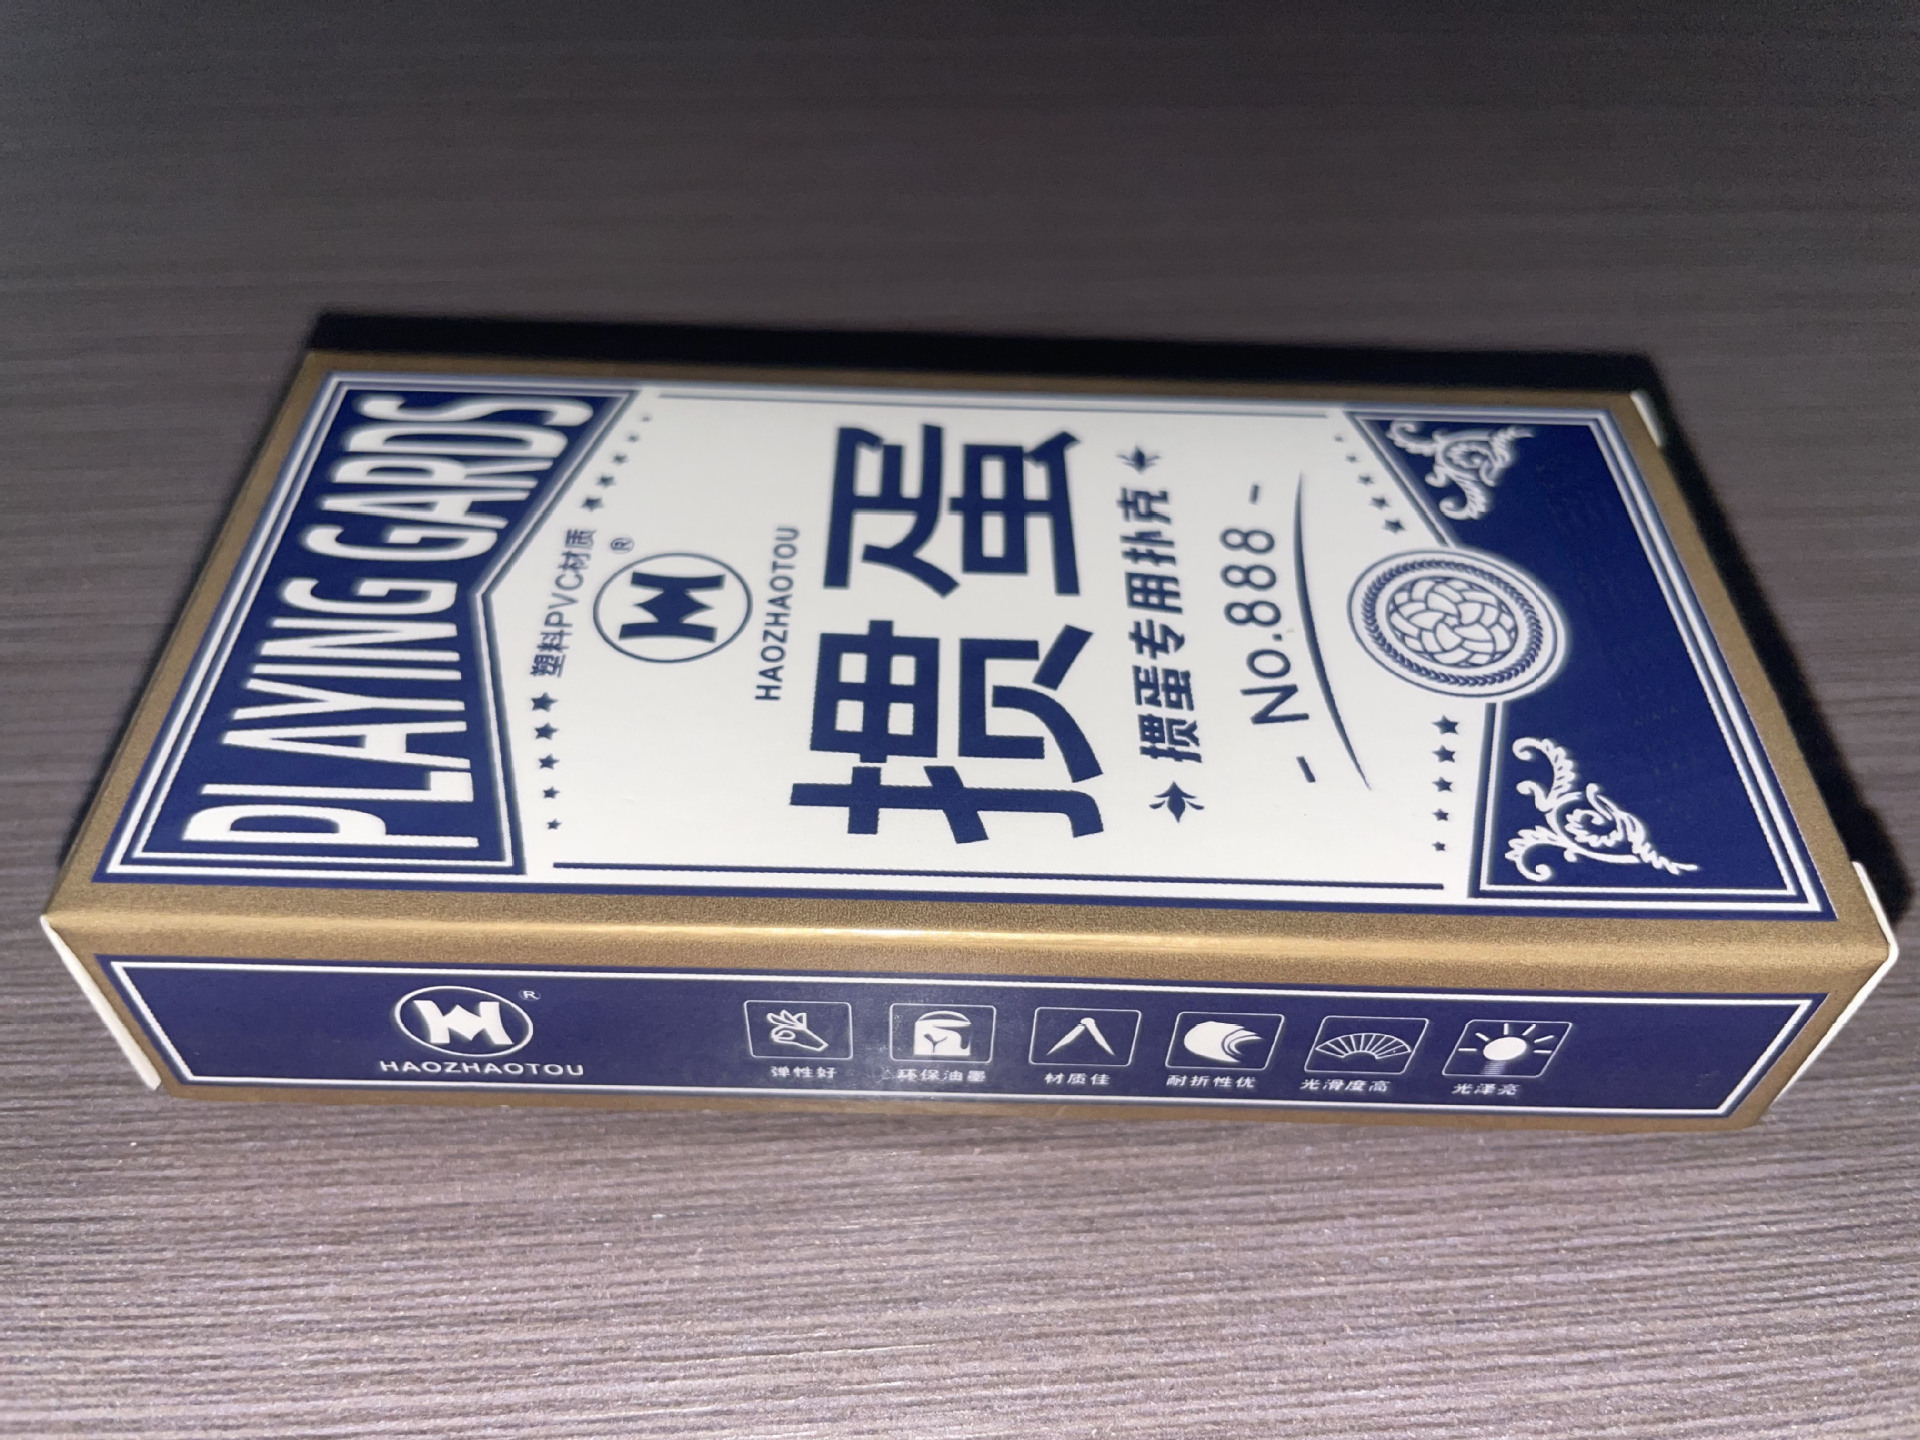 PLAYING GARDS
塑料PVC材质
®
HAOZHAOTOU
掼蛋
掼蛋专用扑克
- No.888 -
®
HAOZHAOTOU
弹性好
环保油墨
材质佳
耐折性优
光滑度高
光泽亮